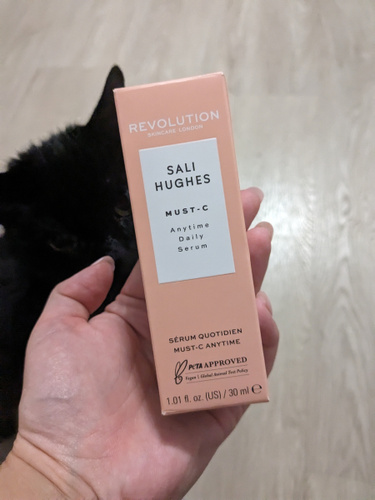 REVOLUTION
SKINCARE LONDON
SALI
HUGHES
MUST-C
Anytime
Daily
Serum
SÉRUM QUOTIDIEN
MUST-C ANYTIME
PETA APPROVED
Vegan | Global Animal Test Policy
1.01 fl. oz. (US) / 30 ml ℮